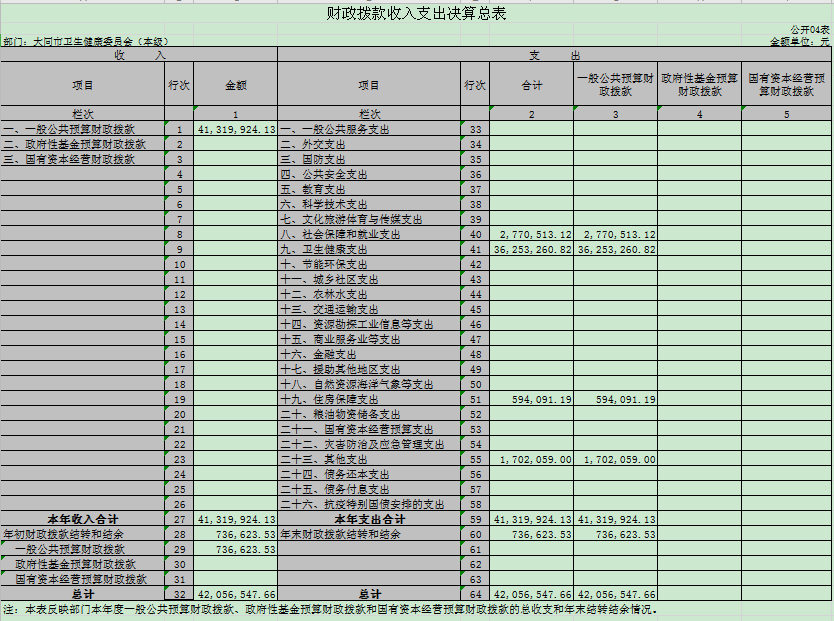 财政拨款收入支出决算总表
公开04表
部门：大同市卫生健康委员会（本级） 金额单位：元
收 入 支 出
项目 行次 金额 项目 行次 合计 一般公共预算财政拨款 政府性基金预算财政拨款 国有资本经营预算财政拨款
栏次 1 栏次 2 3 4 5
一、一般公共预算财政拨款 1 41,319,924.13 一、一般公共服务支出 33
二、政府性基金预算财政拨款 2 二、外交支出 34
三、国有资本经营财政拨款 3 三、国防支出 35
4 四、公共安全支出 36
5 五、教育支出 37
6 六、科学技术支出 38
7 七、文化旅游体育与传媒支出 39
8 八、社会保障和就业支出 40 2,770,513.12 2,770,513.12
9 九、卫生健康支出 41 36,253,260.82 36,253,260.82
10 十、节能环保支出 42
11 十一、城乡社区支出 43
12 十二、农林水支出 44
13 十三、交通运输支出 45
14 十四、资源勘探工业信息等支出 46
15 十五、商业服务业等支出 47
16 十六、金融支出 48
17 十七、援助其他地区支出 49
18 十八、自然资源海洋气象等支出 50
19 十九、住房保障支出 51 594,091.19 594,091.19
20 二十、粮油物资储备支出 52
21 二十一、国有资本经营预算支出 53
22 二十二、灾害防治及应急管理支出 54
23 二十三、其他支出 55 1,702,059.00 1,702,059.00
24 二十四、债务还本支出 56
25 二十五、债务付息支出 57
26 二十六、抗疫特别国债安排的支出 58
本年收入合计 27 41,319,924.13 本年支出合计 59 41,319,924.13 41,319,924.13
年初财政拨款结转和结余 28 736,623.53 年末财政拨款结转和结余 60 736,623.53 736,623.53
一般公共预算财政拨款 29 736,623.53 61
政府性基金预算财政拨款 30 62
国有资本经营预算财政拨款 31 63
总计 32 42,056,547.66 总计 64 42,056,547.66 42,056,547.66
注：本表反映部门本年度一般公共预算财政拨款、政府性基金预算财政拨款和国有资本经营预算财政拨款的总收支和年末结转结余情况。